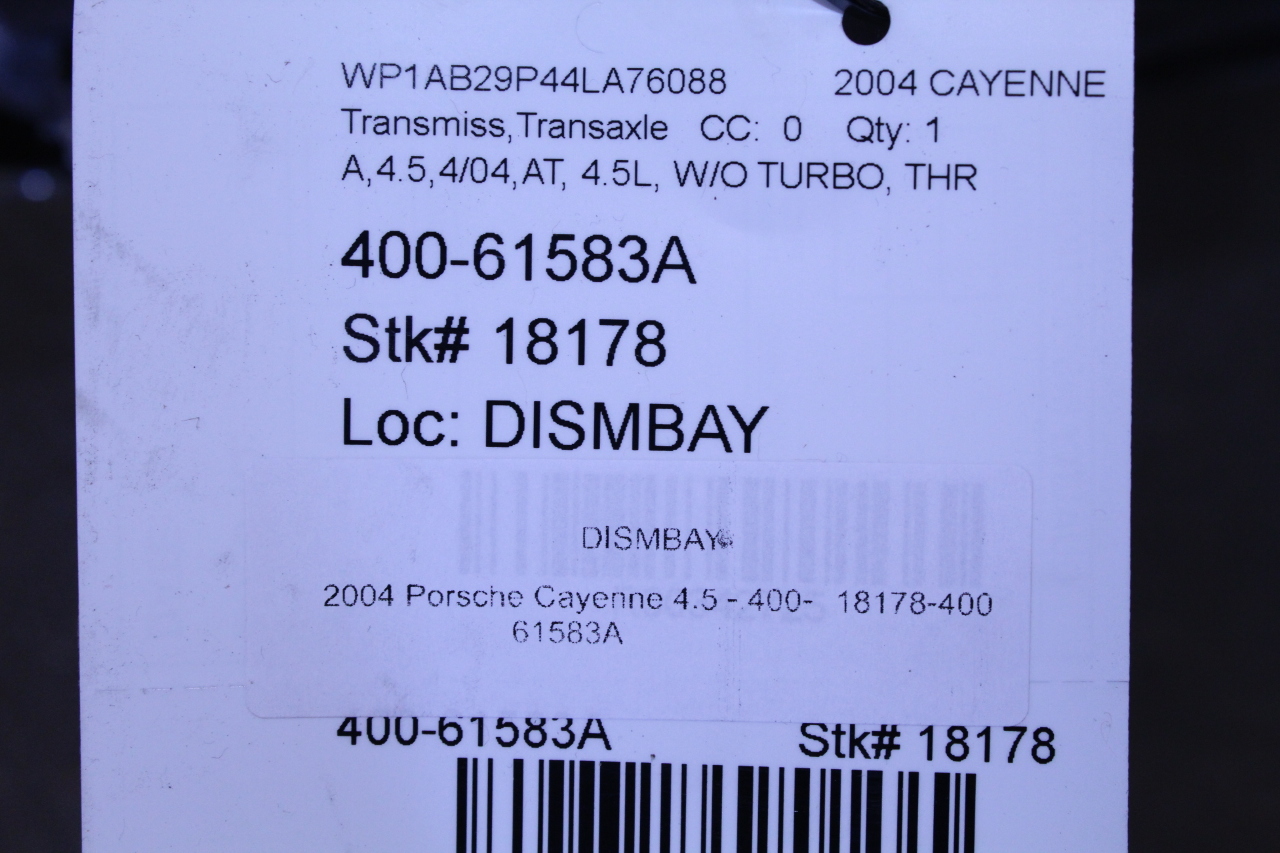 WP1AB29P44LA76088 2004 CAYENNE
Transmiss,Transaxle CC: 0 Qty: 1
A,4.5,4/04,AT, 4.5L, W/O TURBO, THR
400-61583A
Stk# 18178
Loc: DISMBAY
DISMBAY
2004 Porsche Cayenne 4.5 - 400- 18178-400
61583A
400-61583A Stk# 18178